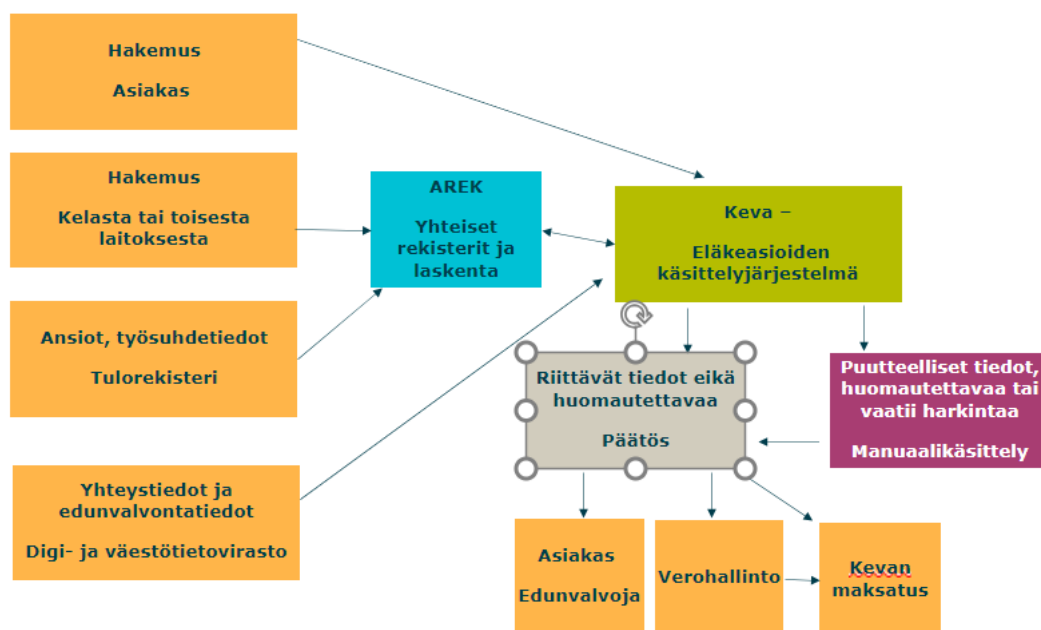 Hakemus
Asiakas
Hakemus
Kelasta tai toisesta
laitoksesta
AREK
Yhteiset
rekisterit ja
laskenta
Keva –
Eläkeasioiden
käsittelyjärjestelmä
Ansiot, työsuhdetiedot
Tulorekisteri
Riittävät tiedot eikä
huomautettavaa
Päätös
Puutteelliset tiedot,
huomautettavaa tai
vaatii harkintaa
Manuaalikäsittely
Yhteystiedot ja
edunvalvontatiedot
Digi- ja väestötietovirasto
Asiakas
Edunvalvoja
Verohallinto
Kevan
maksatus